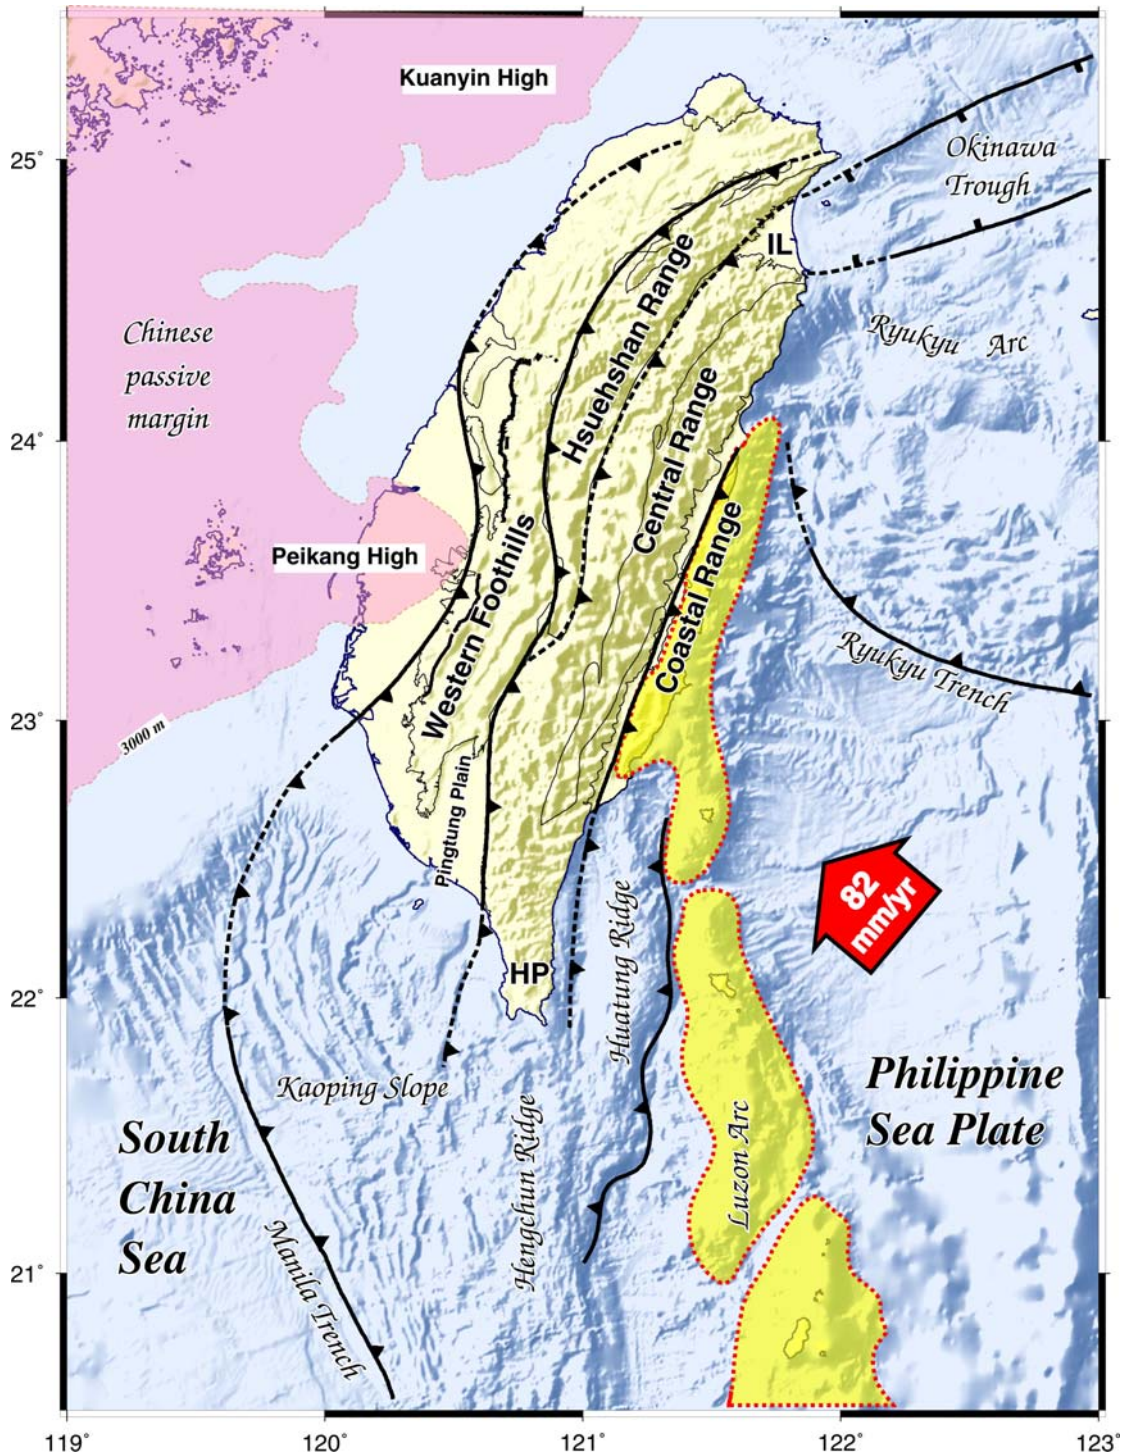 Kuanyin High
25°
Okinawa
Trough
IL
Hsuehshan Range
Chinese
passive
margin
Ryukyu Arc
24°
Central Range
Peikang High
Coastal Range
Western Foothills
Ryukyu Trench
23°
3000 m
Pingtung Plain
82
mm/yr
Huatung Ridge
HP
22°
Kaoping Slope
Philippine
Sea Plate
South
China
Sea
Hengchun Ridge
Luzon Arc
Manila Trench
21°
119°
120°
121°
122°
123°